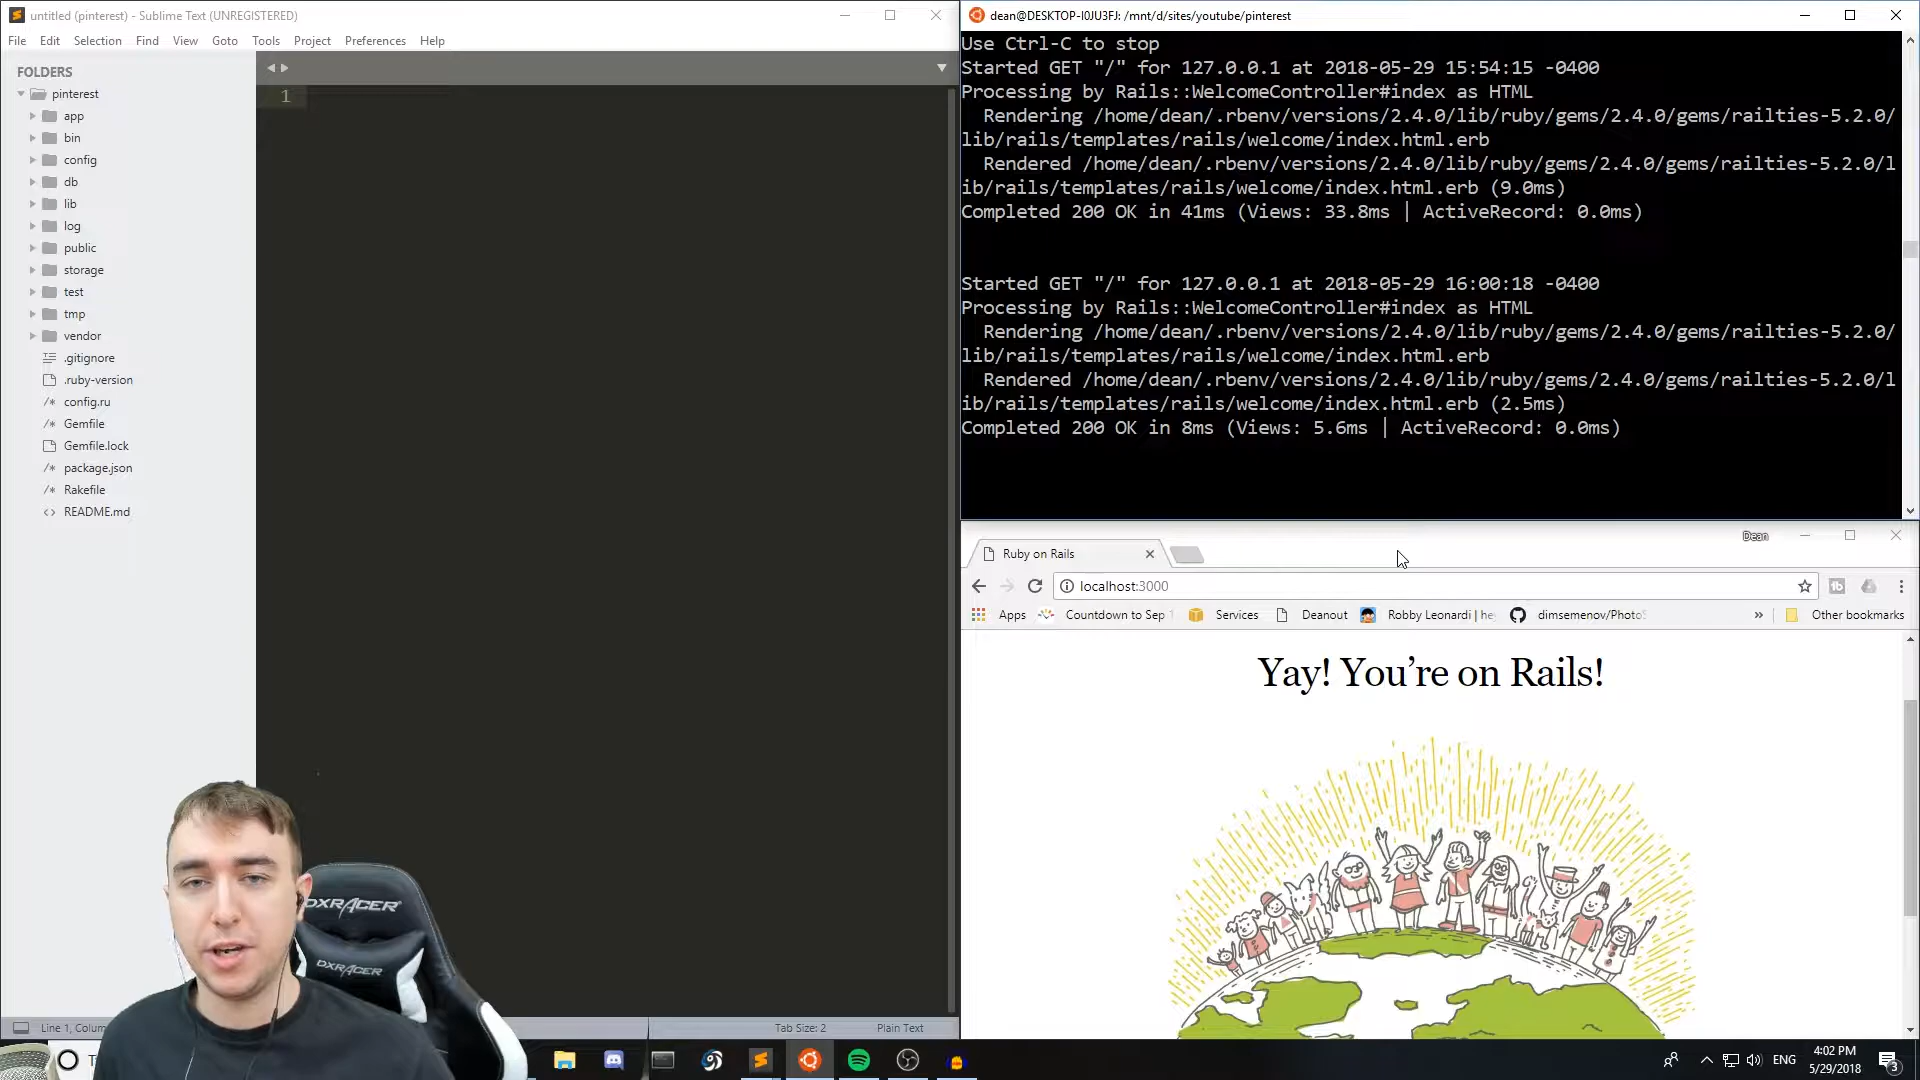 untitled (pinterest) - Sublime Text (UNREGISTERED)
File Edit Selection Find View Goto Tools Project Preferences Help
FOLDERS
pinterest
app
bin
config
db
lib
log
public
storage
test
tmp
vendor
.gitignore
.ruby-version
config.ru
Gemfile
Gemfile.lock
package.json
Rakefile
README.md
1
Line 1, Colum
Tab Size: 2
Plain Text
DXRACER
DXRACER
dean@DESKTOP-I0JU3FJ: /mnt/d/sites/youtube/pinterest
Use Ctrl-C to stop
Started GET "/" for 127.0.0.1 at 2018-05-29 15:54:15 -0400
Processing by Rails::WelcomeController#index as HTML
Rendering /home/dean/.rbenv/versions/2.4.0/lib/ruby/gems/2.4.0/gems/railties-5.2.0/
lib/rails/templates/rails/welcome/index.html.erb
Rendered /home/dean/.rbenv/versions/2.4.0/lib/ruby/gems/2.4.0/gems/railties-5.2.0/l
ib/rails/templates/rails/welcome/index.html.erb (9.0ms)
Completed 200 OK in 41ms (Views: 33.8ms | ActiveRecord: 0.0ms)
Started GET "/" for 127.0.0.1 at 2018-05-29 16:00:18 -0400
Processing by Rails::WelcomeController#index as HTML
Rendering /home/dean/.rbenv/versions/2.4.0/lib/ruby/gems/2.4.0/gems/railties-5.2.0/
lib/rails/templates/rails/welcome/index.html.erb
Rendered /home/dean/.rbenv/versions/2.4.0/lib/ruby/gems/2.4.0/gems/railties-5.2.0/l
ib/rails/templates/rails/welcome/index.html.erb (2.5ms)
Completed 200 OK in 8ms (Views: 5.6ms | ActiveRecord: 0.0ms)
Dean
Ruby on Rails
localhost:3000
Apps Countdown to Sep Services Deanout Robby Leonardi | he dimsemenov/Photo » Other bookmarks
Yay! You’re on Rails!
ENG
4:02 PM
5/29/2018
3